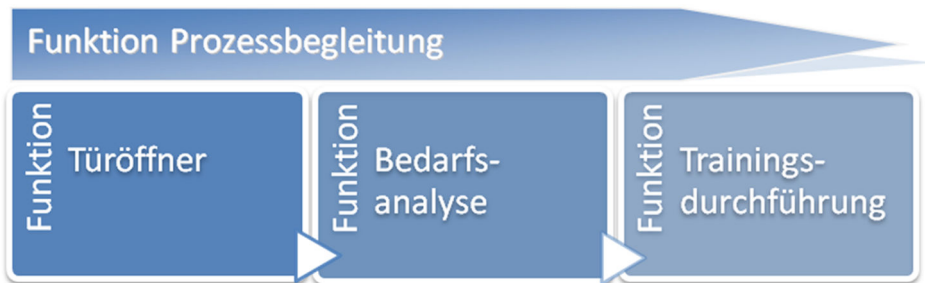 Funktion Prozessbegleitung
Funktion
Türöffner
Funktion
Bedarfs-
analyse
Funktion
Trainings-
durchführung